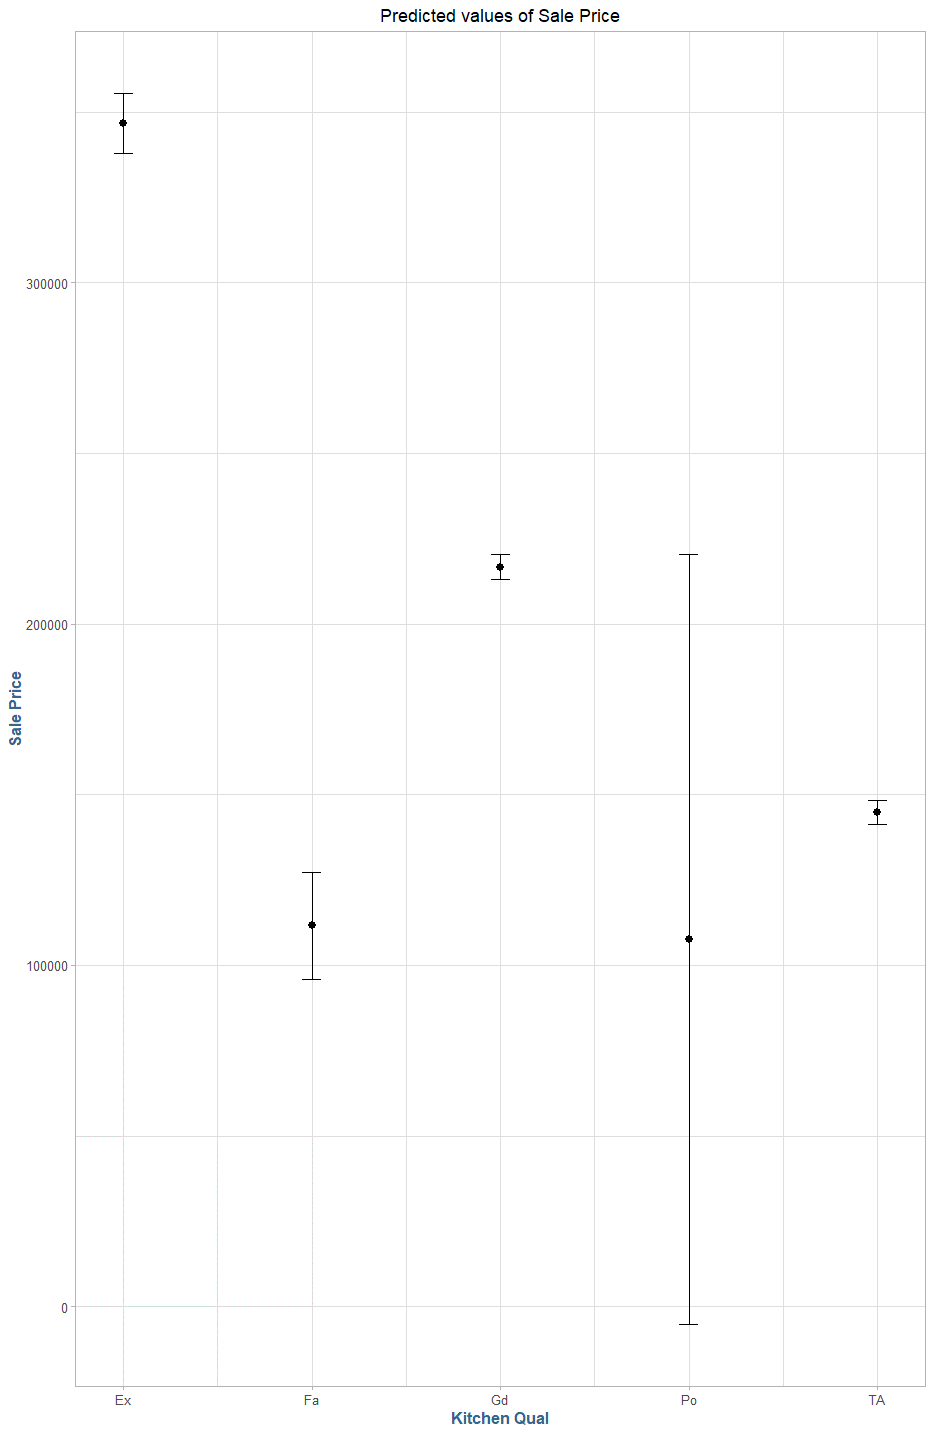 Predicted values of Sale Price
300000
200000
100000
0
Sale Price
Ex Fa Gd Po TA
Kitchen Qual